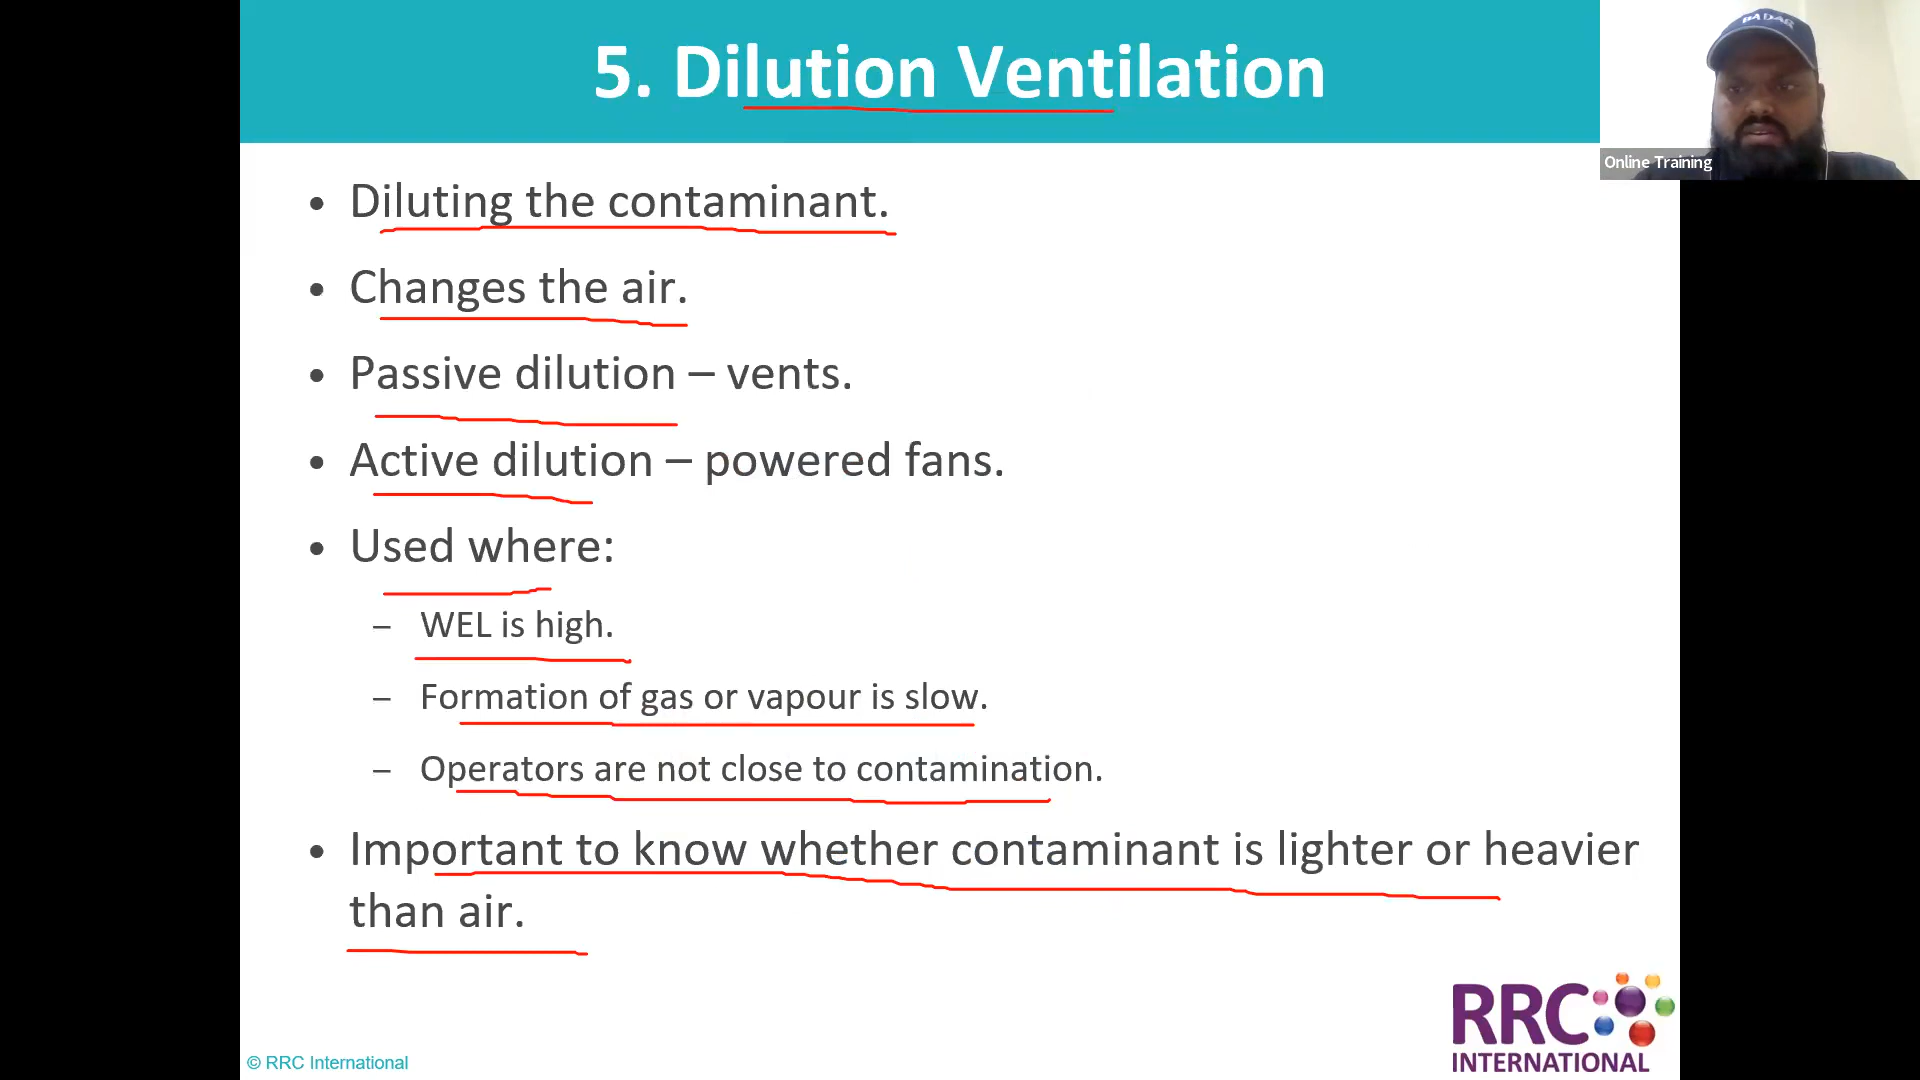 5. Dilution Ventilation
BADAR
Online Training
• Diluting the contaminant.
• Changes the air.
• Passive dilution – vents.
• Active dilution – powered fans.
• Used where:
– WEL is high.
– Formation of gas or vapour is slow.
– Operators are not close to contamination.
• Important to know whether contaminant is lighter or heavier
than air.
RRC
INTERNATIONAL
© RRC International